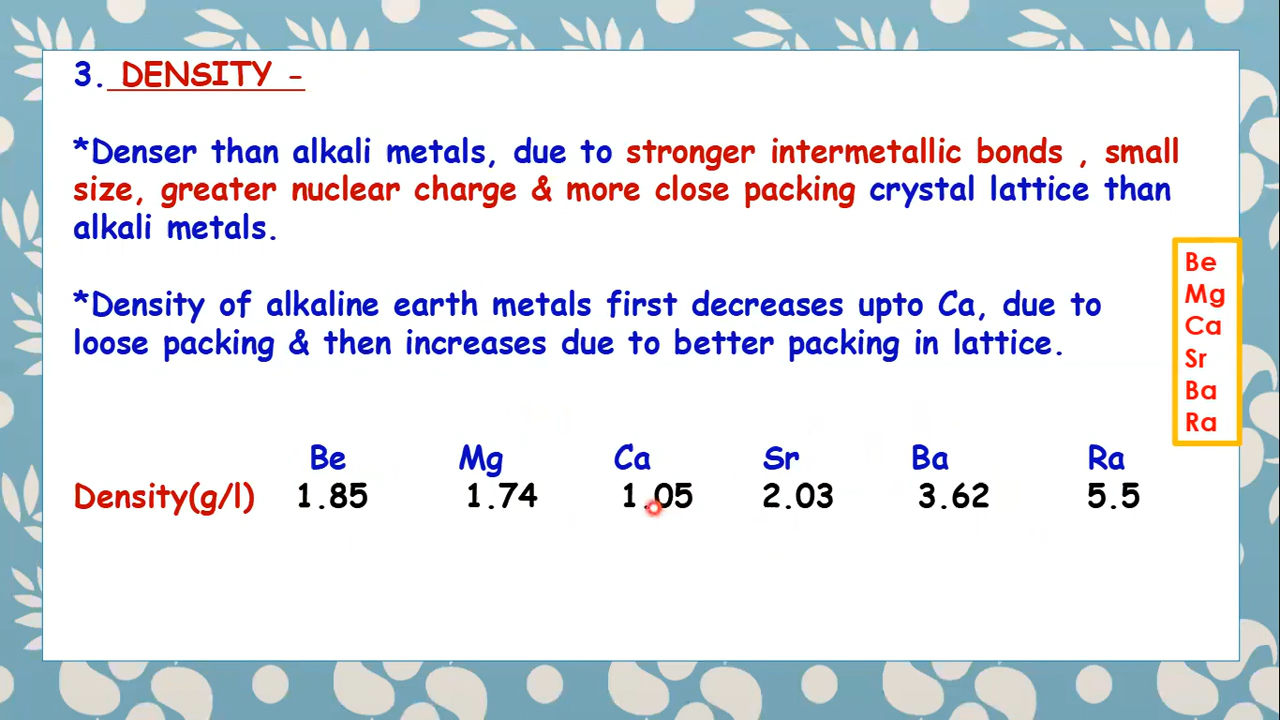 3. DENSITY -
*Denser than alkali metals, due to stronger intermetallic bonds , small
size, greater nuclear charge & more close packing crystal lattice than
alkali metals.
*Density of alkaline earth metals first decreases upto Ca, due to
loose packing & then increases due to better packing in lattice.
Be
Mg
Ca
Sr
Ba
Ra
Be Mg Ca Sr Ba Ra
Density(g/l) 1.85 1.74 1.05 2.03 3.62 5.5